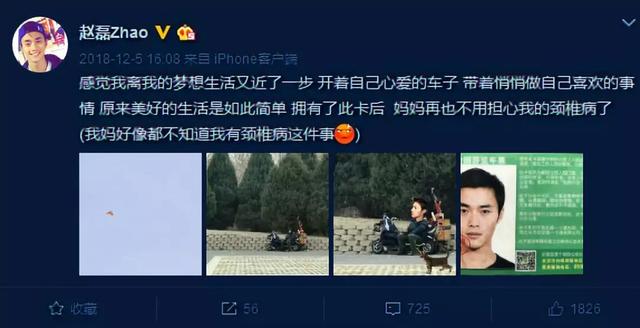 赵磊Zhao
2018-12-5 16:08 来自 iPhone客户端
感觉我离我的梦想生活又近了一步 开着自己心爱的车子 带着悄悄做自己喜欢的事
情 原来美好的生活是如此简单 拥有了此卡后 妈妈再也不用担心我的颈椎病了
(我妈好像都不知道我有颈椎病这件事)
收藏
56
725
1826